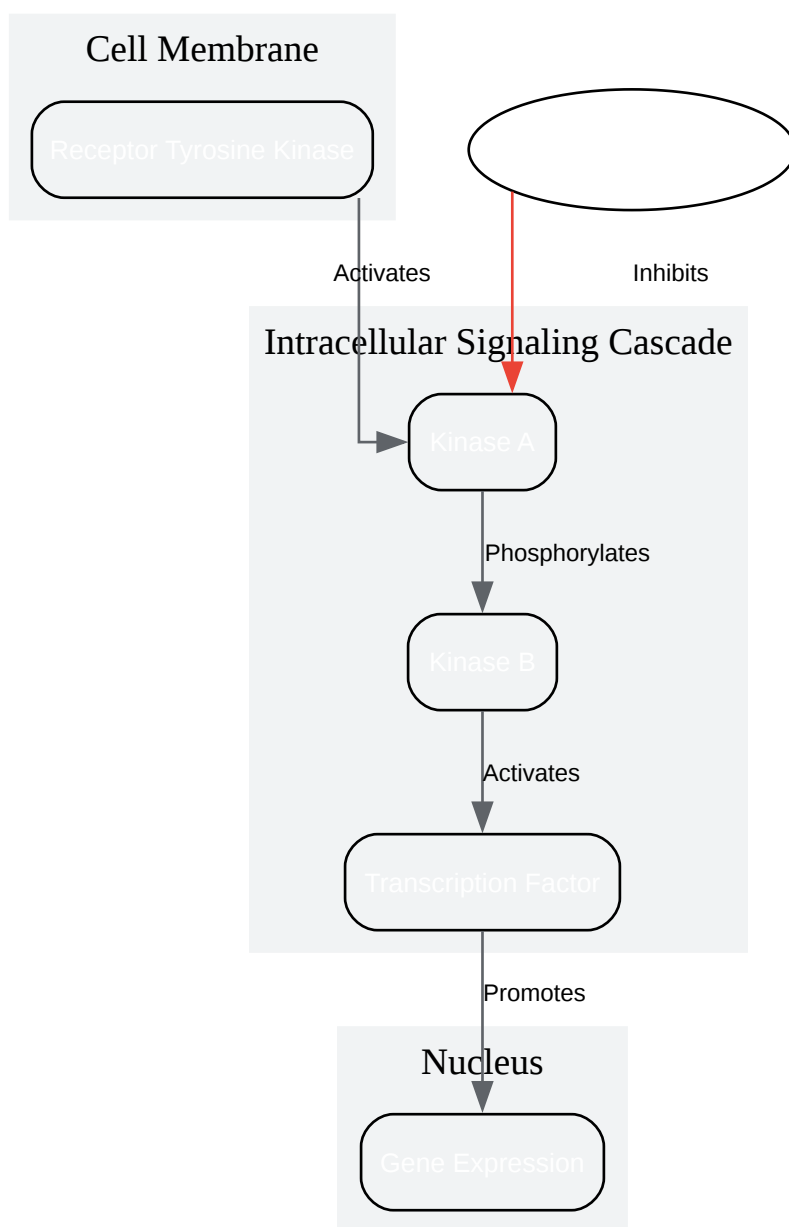 Cell Membrane
Receptor Tyrosine Kinase
Activates
Inhibits
Intracellular Signaling Cascade
Kinase A
Phosphorylates
Kinase B
Activates
Transcription Factor
Promotes
Nucleus
Gene Expression